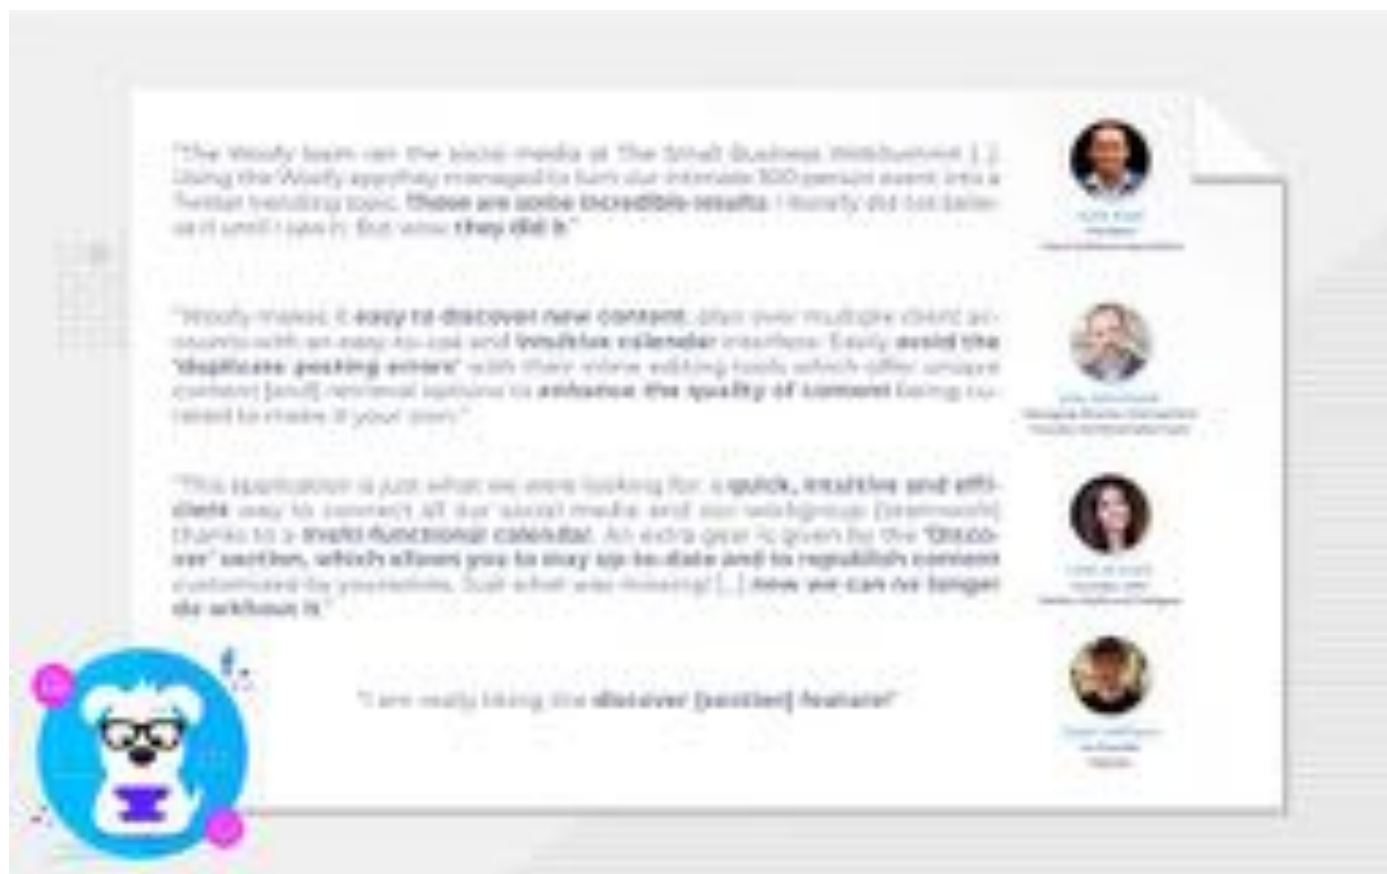 "The Woofy team ran the social media at The Small Business WebSummit [..]
Using the Woofy app they managed to turn our intimate 300 person event into a
Twitter trending topic. These are some incredible results. I literally did not believ-
ve it until I saw it. But wow they did it."
"Woofy makes it easy to discover new content, plan over multiple client ac-
counts with an easy-to-use and intuitive calendar interface. Easily avoid the
'duplicate posting errors' with their inline editing tools which offer unique
content [and] retrieval options to enhance the quality of content being cu-
rated to make it your own."
"This application is just what we were looking for: a quick, intuitive and effi-
cient way to connect all our social media and our workgroup (teamwork)
thanks to a multi-functional calendar. An extra gear is given by the 'Disco-
ver' section, which allows you to stay up-to-date and to republish content
customized by yourselves. Just what was missing! [...] now we can no longer
do without it."
"I am really liking the discover [section] feature!"